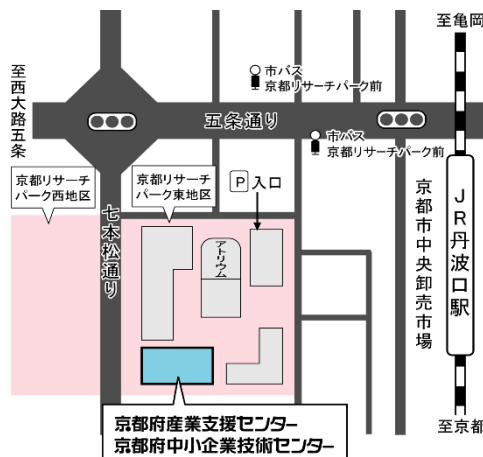 至亀岡
市バス
京都リサーチパーク前
至西大路五条
五条通り
市バス
京都リサーチパーク前
京都リサーチ
パーク西地区
京都リサーチ
パーク東地区
P 入口
七本松通り
アトリウム
京都市中央卸売市場
JR丹波口駅
京都府産業支援センター
京都府中小企業技術センター
至京都